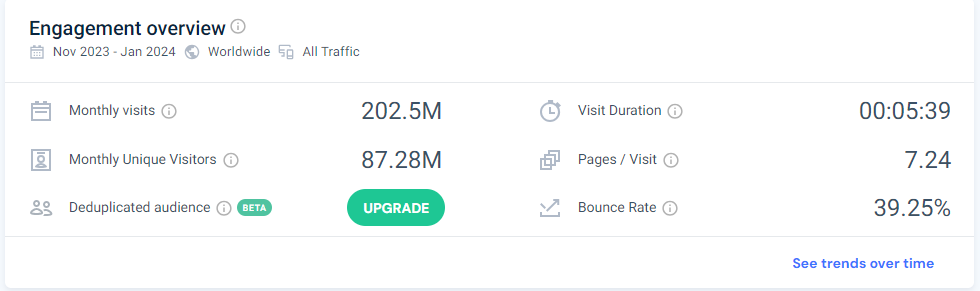 Engagement overview
Nov 2023 - Jan 2024 Worldwide All Traffic
Monthly visits 202.5M
Monthly Unique Visitors 87.28M
Deduplicated audience BETA UPGRADE
Visit Duration 00:05:39
Pages / Visit 7.24
Bounce Rate 39.25%
See trends over time